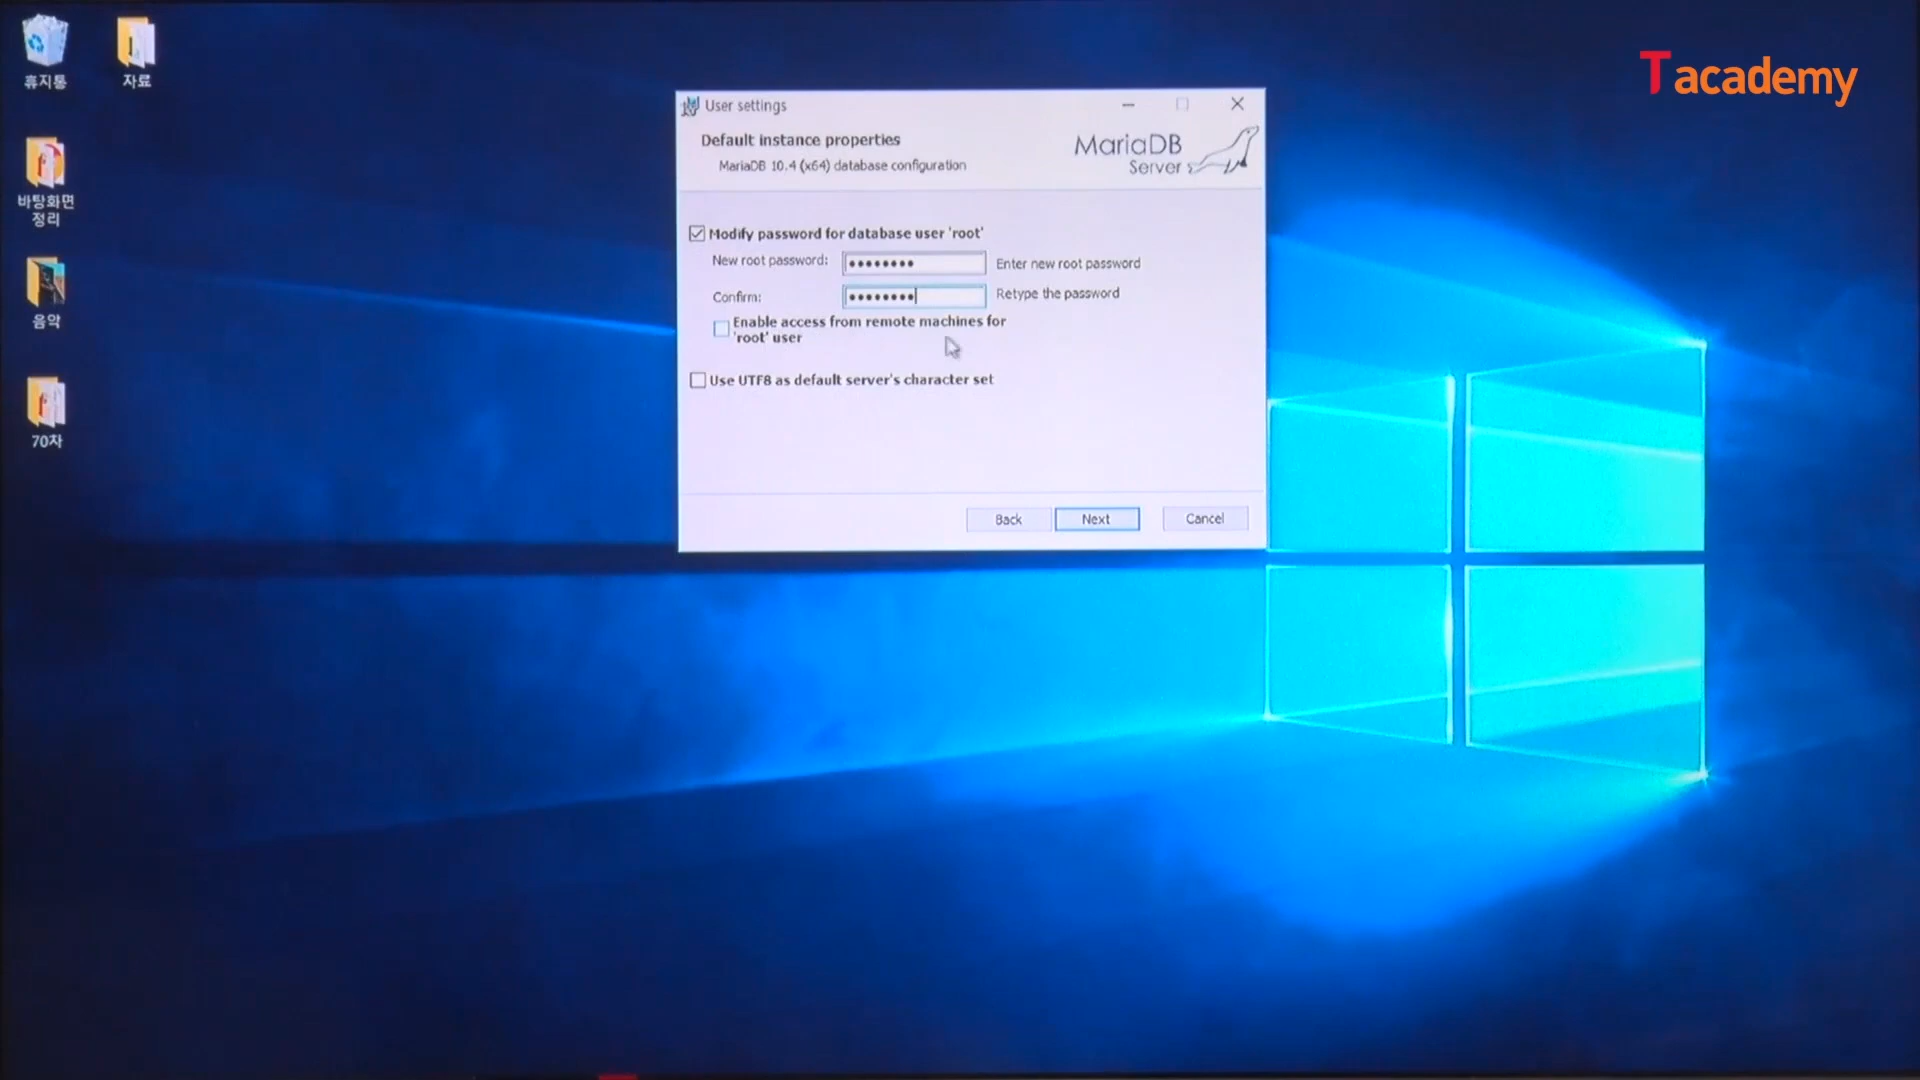 휴지통
자료
바탕화면
정리
음악
70차
Tacademy
User settings
Default instance properties
MariaDB 10.4 (x64) database configuration
MariaDB
Server
Modify password for database user 'root'
New root password:
Enter new root password
Confirm:
Retype the password
Enable access from remote machines for
'root' user
Use UTF8 as default server's character set
Back
Next
Cancel